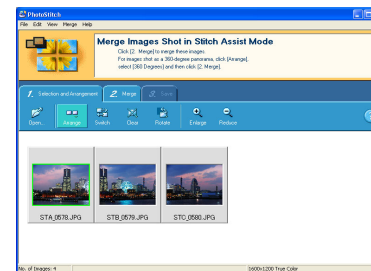 PhotoStitch
File Edit View Merge Help
Merge Images Shot in Stitch Assist Mode
Click [2. Merge] to merge these images.
For images shot as a 360-degree panorama, click [Arrange],
select [360 Degrees] and then click [2. Merge].
1. Selection and Arrangement 2. Merge 3. Save
Open... Arrange Switch Clear Rotate Enlarge Reduce
STA_0578.JPG STB_0579.JPG STC_0580.JPG
No. of Images: 4 1600x1200 True Color